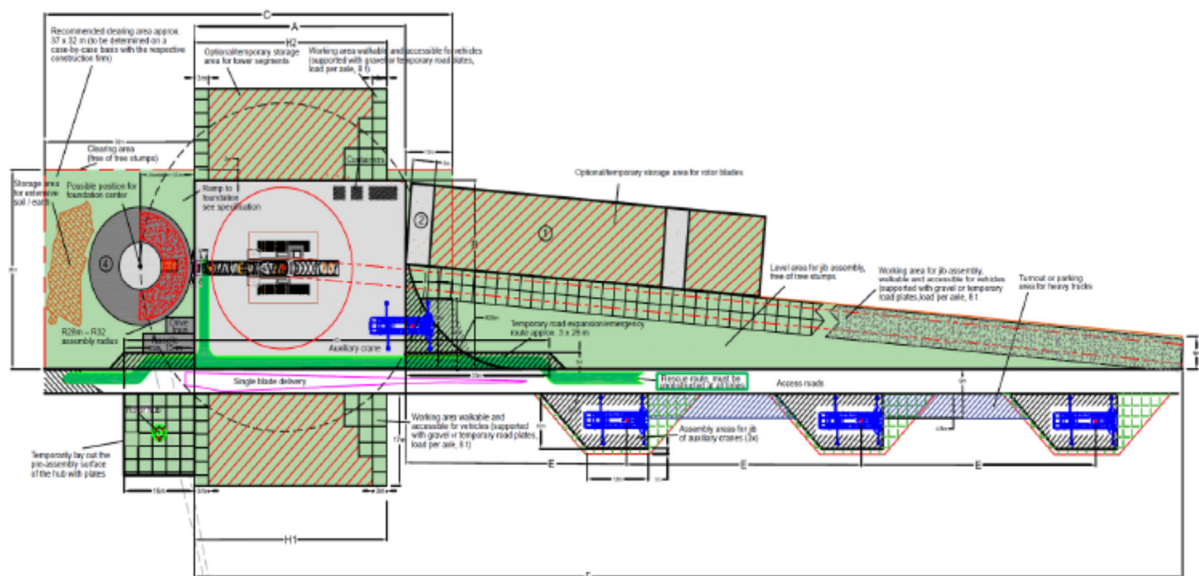 C
A
H2
Recommended clearing area approx.
37 x 32 m (to be determined on a
case-by-case basis with the respective
construction firm)
Optional/temporary storage
area for tower segments
Working area walkable and accessible for vehicles
(supported with gravel or temporary road plates,
load per axle, 8 t)
Clearing area
(free of tree stumps)
Containers
Storage area
for extensive
soil / earth
Possible position for
foundation center
Ramp to
foundation
see specification
Optional/temporary storage area for rotor blades
2
1
4
B
Level area for jib assembly,
free of tree stumps
Working area for jib assembly,
walkable and accessible for vehicles
(supported with gravel or temporary
road plates, load per axle, 8 t
Turnout or parking
area for heavy trucks
R28m – R32
assembly radius
Drive
train
Temporary road expansion/emergency
route approx. 3 x 28 m
Auxiliary crane
Single blade delivery
Rescue route, must be
unobstructed at all times
Access roads
Working area walkable and
accessible for vehicles (supported
with gravel or temporary road plates,
load per axle, 8 t)
Assembly areas for jib
of auxiliary cranes (3x)
Temporarily lay out the
pre-assembly surface
of the hub with plates
E
E
E
15m
H1